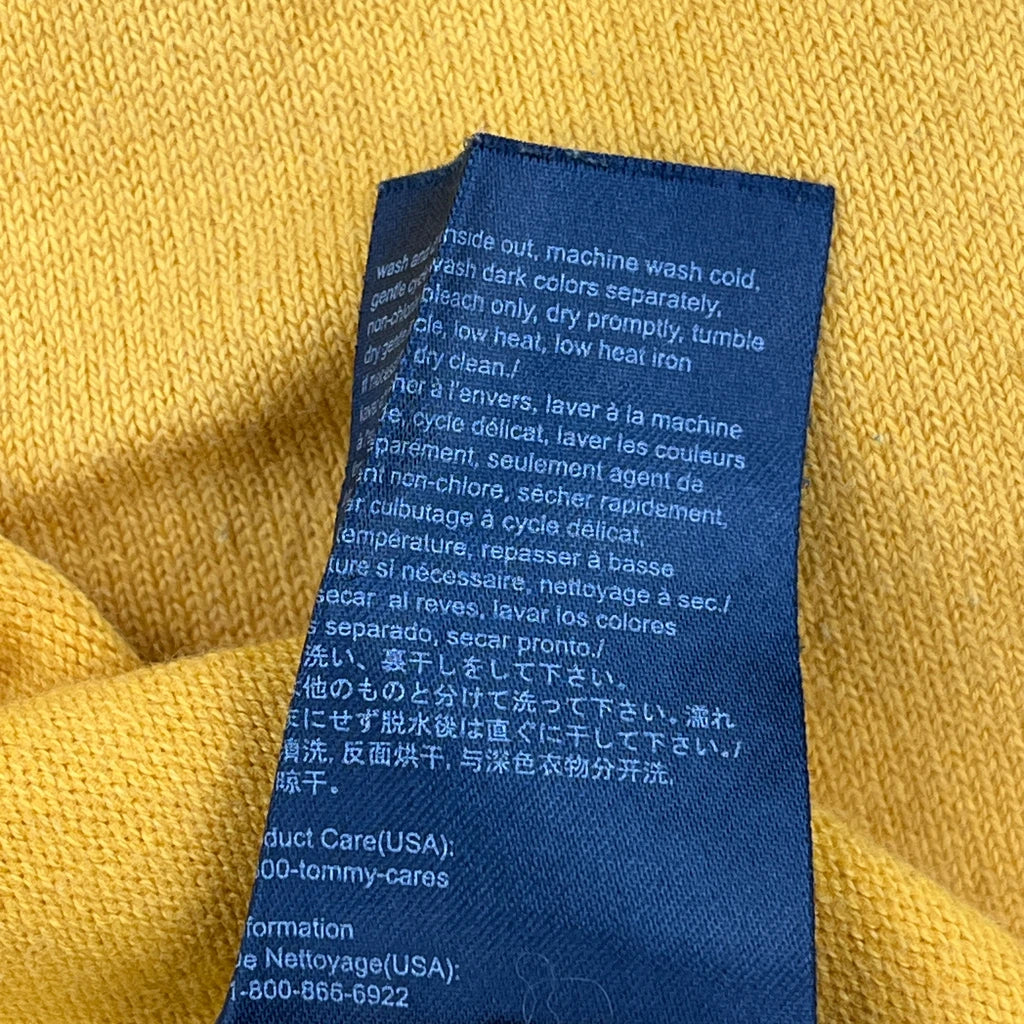 wash and inside out, machine wash cold,
gentle wash dark colors separately,
bleach only, dry promptly, tumble
low heat, low heat iron
dry clean./
à l'envers, laver à la machine
cycle délicat, laver les couleurs
séparément, seulement agent de
non-chlore, sécher rapidement,
culbutage à cycle délicat,
température, repasser à basse
si nécessaire, nettoyage à sec./
secar al reves, lavar los colores
separado, secar pronto./
洗い、裏干しをして下さい。
他のものと分けて洗って下さい。濡れ
にせず脱水後は直ぐに干して下さい。/
洗, 反面烘干, 与深色衣物分开洗,
晾干。
Care(USA):
00-tommy-cares
Nettoyage(USA):
1-800-866-6922